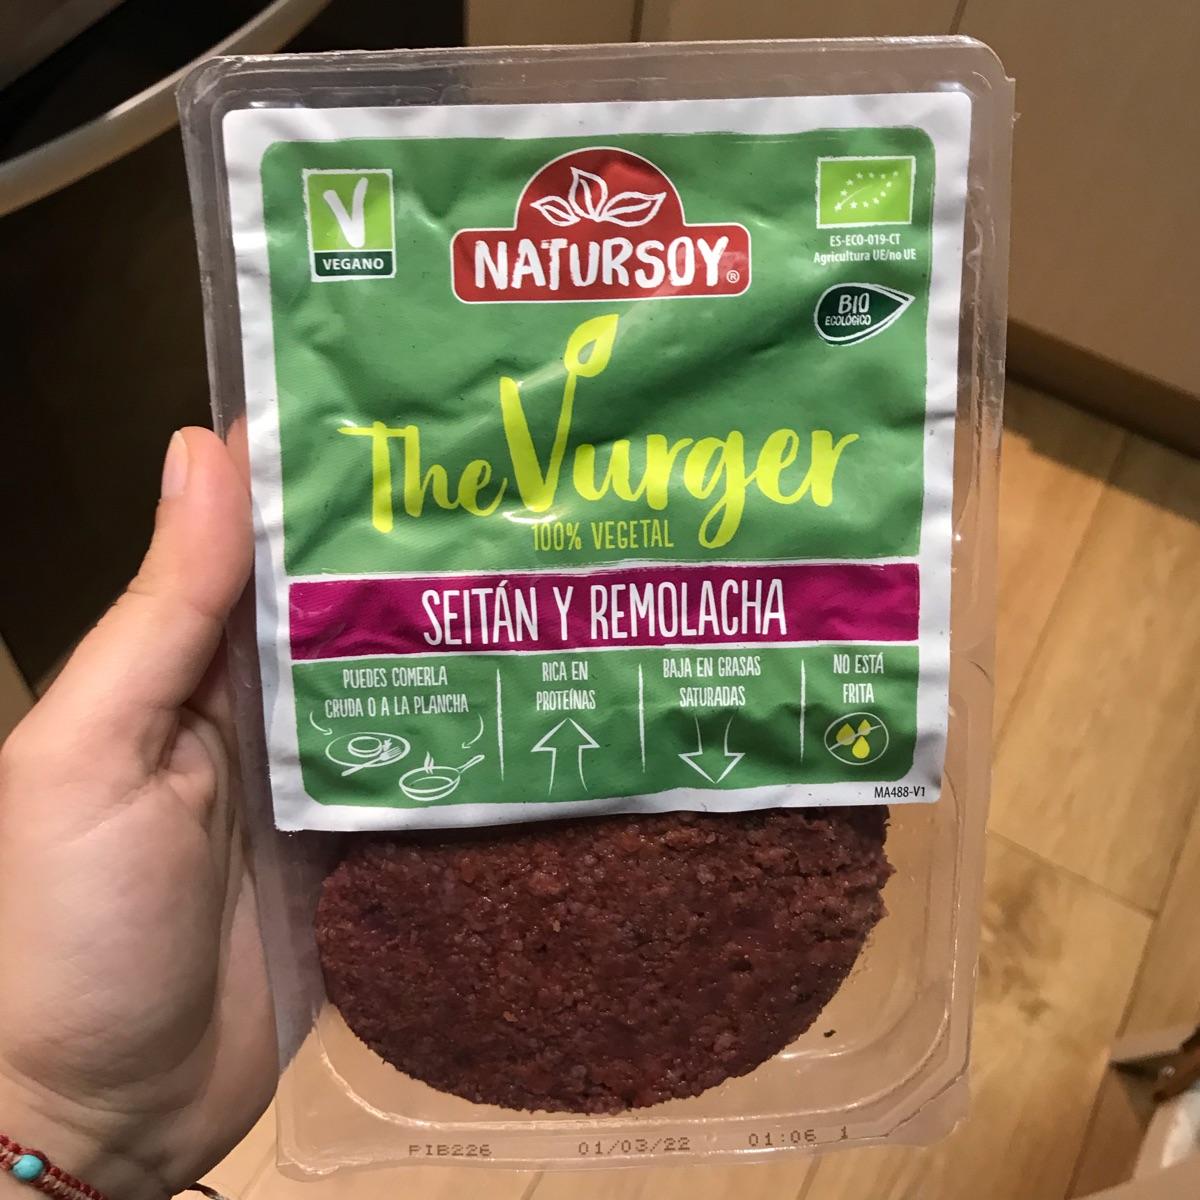 V
VEGANO
NATURSOY®
ES-ECO-019-CT
Agricultura UE/no UE
BIO
ECOLÓGICO
The Vurger
100% VEGETAL
SEITÁN Y REMOLACHA
PUEDES COMERLA
CRUDA O A LA PLANCHA
RICA EN
PROTEÍNAS
BAJA EN GRASAS
SATURADAS
NO ESTÁ
FRITA
MA488-V1
PIB226 01/03/22 01:06 1